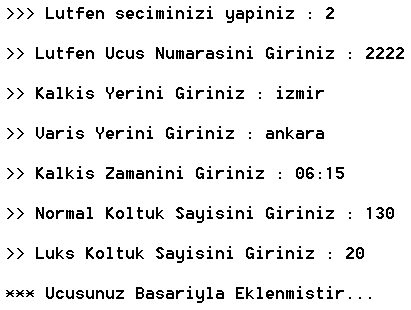 >>> Lutfen seciminizi yapiniz : 2
>> Lutfen Ucus Numarasini Giriniz : 2222
>> Kalkis Yerini Giriniz : izmir
>> Varis Yerini Giriniz : ankara
>> Kalkis Zamanini Giriniz : 06:15
>> Normal Koltuk Sayisini Giriniz : 130
>> Luks Koltuk Sayisini Giriniz : 20
*** Ucusunuz Basariyla Eklenmistir...